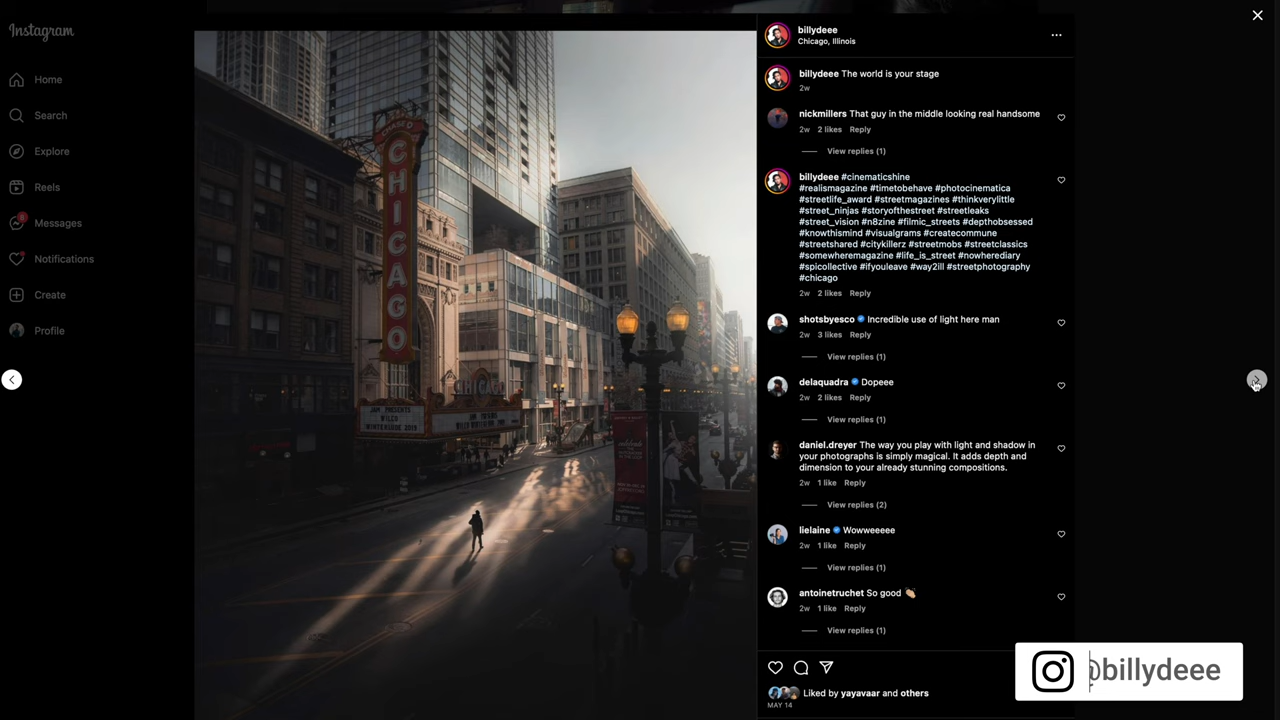 Instagram
Home
Search
Explore
Reels
Messages
Notifications
Create
Profile
CHICAGO
CHICAGO
JAM PRESENTS
WILCO
WINTERLUDE 2019
billydeee
Chicago, Illinois
billydeee The world is your stage
2w
nickmillers That guy in the middle looking real handsome
2w 2 likes Reply
View replies (1)
billydeee #cinematicshine
#realismagazine #timetobehave #photocinematica
#streetlife_award #streetmagazines #thinkverylittle
#street_ninjas #storyofthestreet #streetleaks
#street_vision #n8zine #filmic_streets #depthobsessed
#knowthismind #visualgrams #createcommune
#streetshared #citykillerz #streetmobs #streetclassics
#somewheremagazine #life_is_street #nowherediary
#spicollective #ifyouleave #way2ill #streetphotography
#chicago
2w 2 likes Reply
shotsbyesco Incredible use of light here man
2w 3 likes Reply
View replies (1)
delaquadra Dopeee
2w 2 likes Reply
View replies (1)
daniel.dreyer The way you play with light and shadow in
your photographs is simply magical. It adds depth and
dimension to your already stunning compositions.
2w 1 like Reply
View replies (2)
lielaine Wowweeeee
2w 1 like Reply
View replies (1)
antoinetruchet So good 👏🏼
2w 1 like Reply
View replies (1)
Liked by yayavaar and others
MAY 14
@billydeee